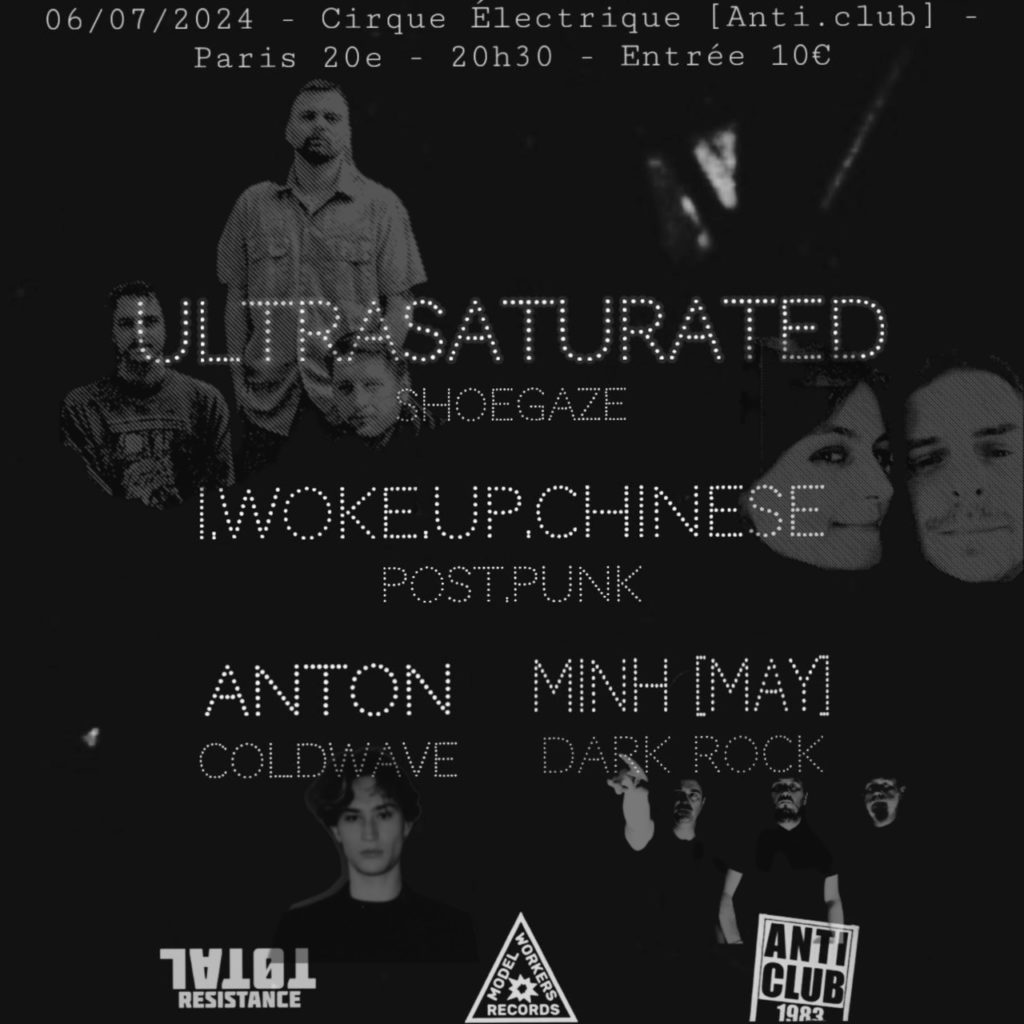 06/07/2024 - Cirque Électrique [Anti.club] -
Paris 20e - 20h30 - Entrée 10€
ULTRASATURATED
SHOEGAZE
I.WOKE.UP.CHINESE
POST.PUNK
ANTON
COLDWAVE
MINH [MAY]
DARK ROCK
TØTAL
RESISTANCE
MODEL WORKERS
RECORDS
ANTI
CLUB
1983